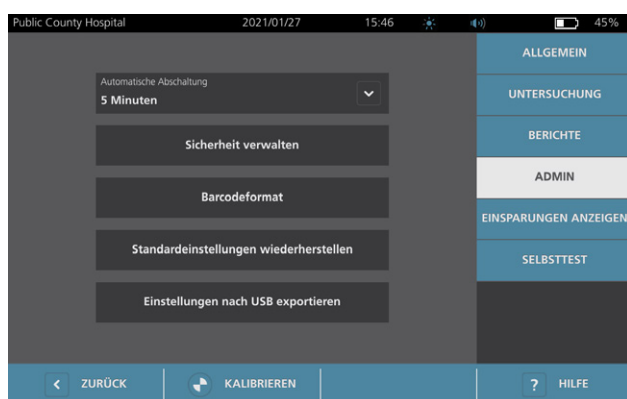 Public County Hospital 2021/01/27 15:46 45%
ALLGEMEIN
Automatische Abschaltung
5 Minuten
UNTERSUCHUNG
Sicherheit verwalten
BERICHTE
Barcodeformat
ADMIN
EINSPARUNGEN ANZEIGEN
Standardeinstellungen wiederherstellen
SELBSTTEST
Einstellungen nach USB exportieren
ZURÜCK KALIBRIEREN ? HILFE